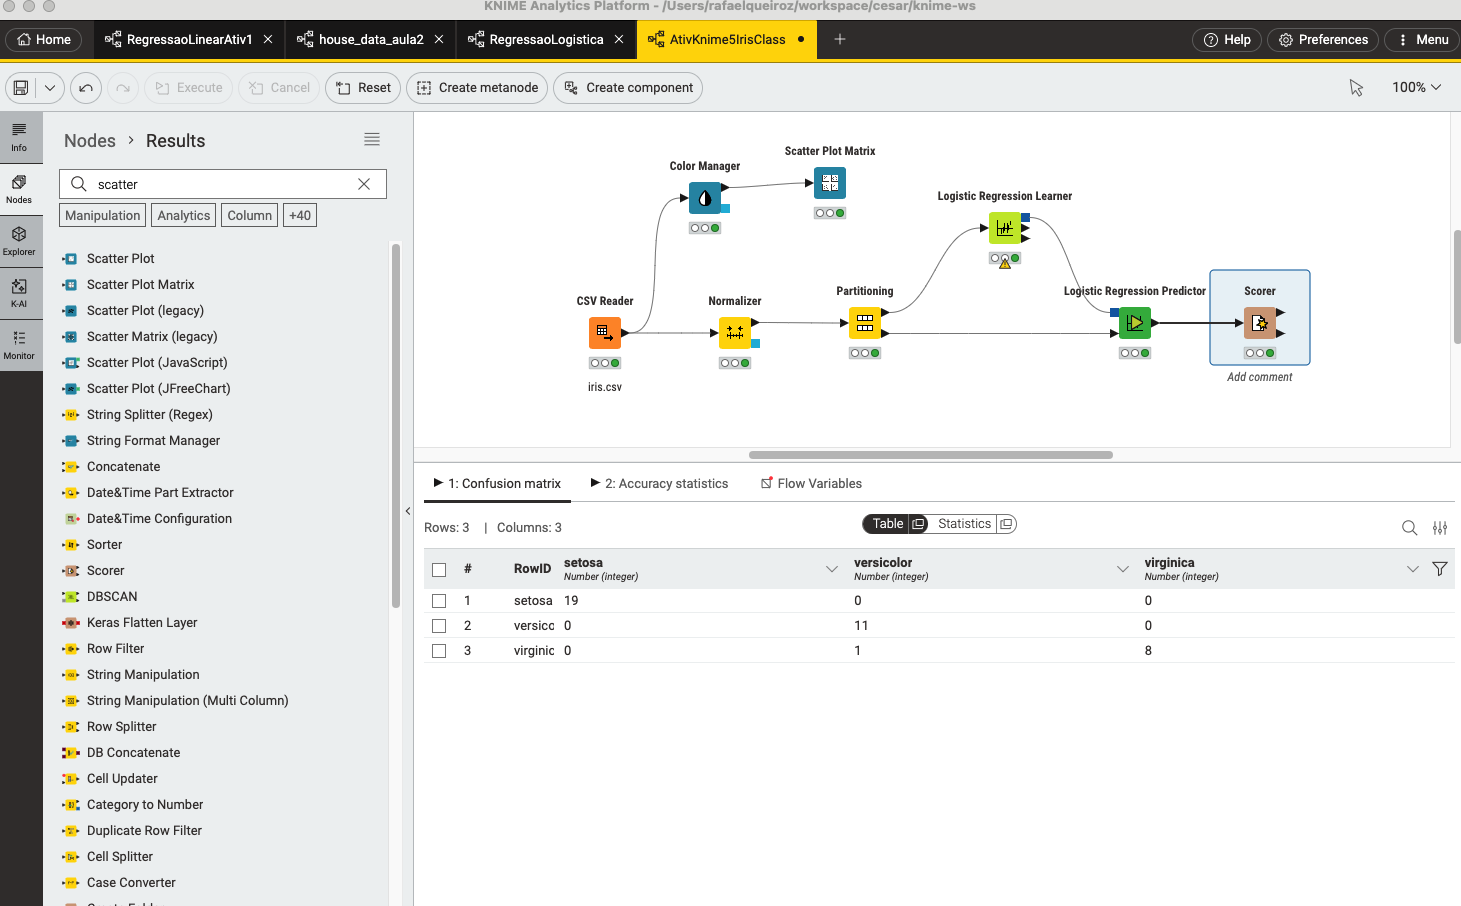 KNIME Analytics Platform - /Users/rafaelqueiroz/workspace/cesar/knime-ws
Home
RegressaoLinearAtiv1
house_data_aula2
RegressaoLogistica
AtivKnime5IrisClass
Help
Preferences
Menu
Execute
Cancel
Reset
Create metanode
Create component
100%
Info
Nodes
Explorer
K-AI
Monitor
Nodes > Results
scatter
Manipulation Analytics Column +40
Scatter Plot
Scatter Plot Matrix
Scatter Plot (legacy)
Scatter Matrix (legacy)
Scatter Plot (JavaScript)
Scatter Plot (JFreeChart)
String Splitter (Regex)
String Format Manager
Concatenate
Date&Time Part Extractor
Date&Time Configuration
Sorter
Scorer
DBSCAN
Keras Flatten Layer
Row Filter
String Manipulation
String Manipulation (Multi Column)
Row Splitter
DB Concatenate
Cell Updater
Category to Number
Duplicate Row Filter
Cell Splitter
Case Converter
Scatter Plot Matrix
Color Manager
Logistic Regression Learner
CSV Reader
Normalizer
Partitioning
Logistic Regression Predictor
Scorer
iris.csv
Add comment
1: Confusion matrix
2: Accuracy statistics
Flow Variables
Rows: 3 | Columns: 3
Table
Statistics
# RowID setosa versicolor virginica
Number (integer) Number (integer) Number (integer)
1 setosa 19 0 0
2 versicc 0 11 0
3 virginic 0 1 8